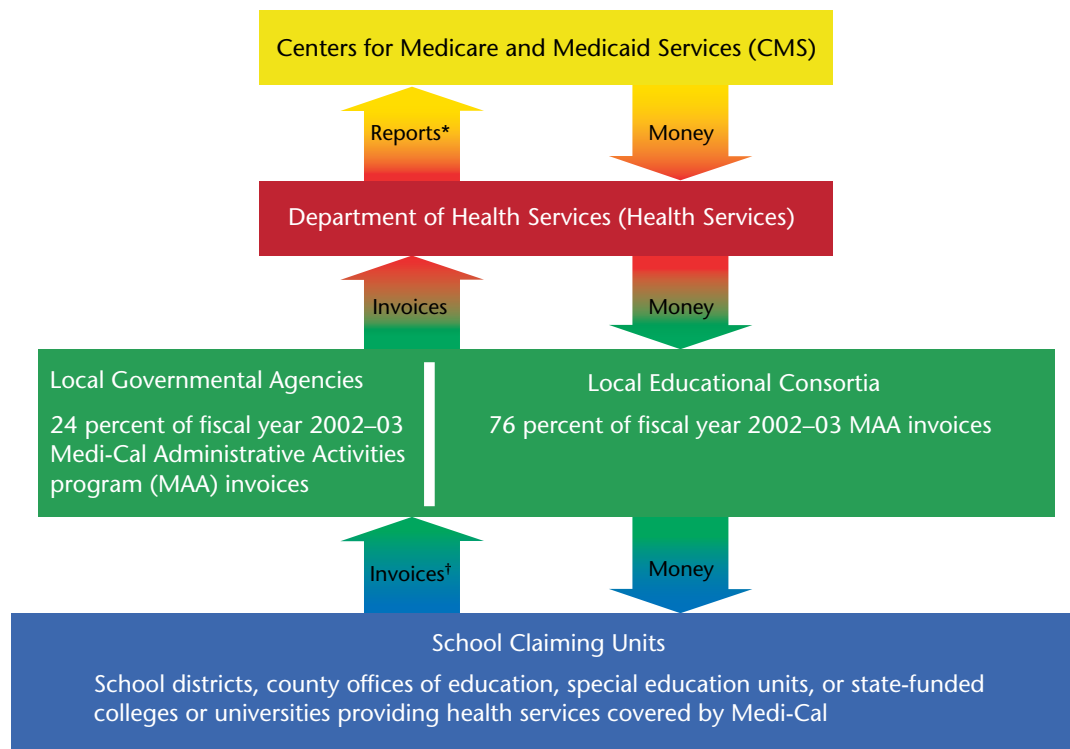 Centers for Medicare and Medicaid Services (CMS)
Reports*
Money
Department of Health Services (Health Services)
Invoices
Money
Local Governmental Agencies
24 percent of fiscal year 2002–03
Medi-Cal Administrative Activities
program (MAA) invoices
Local Educational Consortia
76 percent of fiscal year 2002–03 MAA invoices
Invoices†
Money
School Claiming Units
School districts, county offices of education, special education units, or state-funded
colleges or universities providing health services covered by Medi-Cal